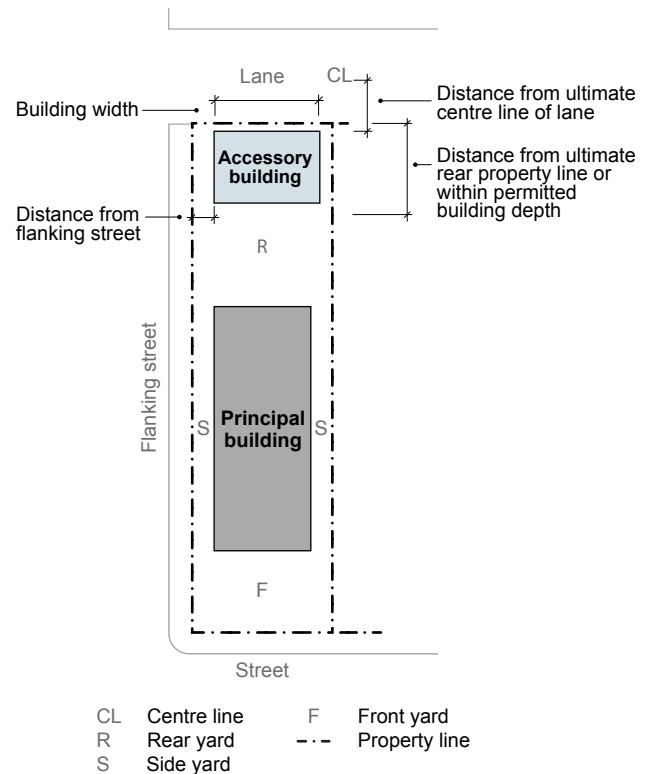 Lane
CL
Building width
Distance from ultimate
centre line of lane
Accessory
building
Distance from ultimate
rear property line or
within permitted
building depth
Distance from
flanking street
R
Flanking street
S
Principal
building
S
F
Street
CL Centre line
F Front yard
R Rear yard
Property line
S Side yard